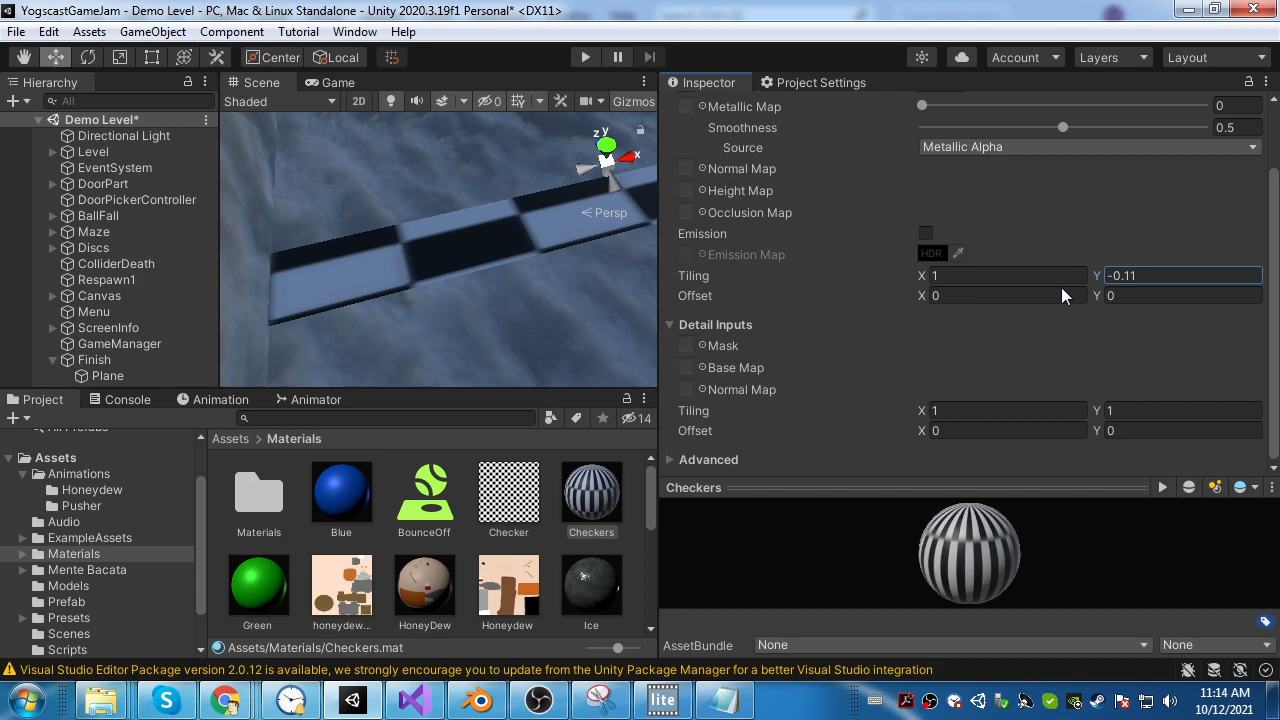 YogscastGameJam - Demo Level - PC, Mac & Linux Standalone - Unity 2020.3.19f1 Personal* <DX11>
File Edit Assets GameObject Component Tutorial Window Help
Center Local Account Layers Layout
Hierarchy Scene Game Inspector Project Settings
All Shaded 2D 0 Gizmos
Demo Level*
Directional Light
Level
EventSystem
DoorPart
DoorPickerController
BallFall
Maze
Discs
ColliderDeath
Respawn1
Canvas
Menu
ScreenInfo
GameManager
Finish
Plane
z y
x
Persp
Metallic Map 0
Smoothness 0.5
Source Metallic Alpha
Normal Map
Height Map
Occlusion Map
Emission
Emission Map HDR
Tiling X 1 Y -0.11
Offset X 0 Y 0
Detail Inputs
Mask
Base Map
Normal Map
Tiling X 1 Y 1
Offset X 0 Y 0
Advanced
Project Console Animation Animator
14
Assets
Animations
Honeydew
Pusher
Audio
ExampleAssets
Materials
Mente Bacata
Models
Prefab
Presets
Scenes
Scripts
Assets > Materials
Materials Blue BounceOff Checker Checkers
Green honeydew... HoneyDew Honeydew Ice
Assets/Materials/Checkers.mat
Checkers
AssetBundle None None
Visual Studio Editor Package version 2.0.12 is available, we strongly encourage you to update from the Unity Package Manager for a better Visual Studio integration
lite
11:14 AM
10/12/2021